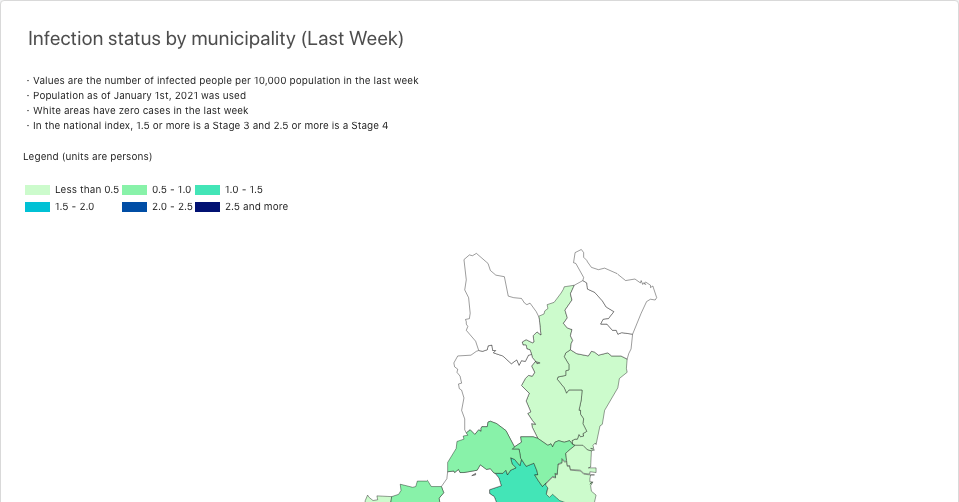 Infection status by municipality (Last Week)
· Values are the number of infected people per 10,000 population in the last week
· Population as of January 1st, 2021 was used
· White areas have zero cases in the last week
· In the national index, 1.5 or more is a Stage 3 and 2.5 or more is a Stage 4
Legend (units are persons)
Less than 0.5 0.5 - 1.0 1.0 - 1.5
1.5 - 2.0 2.0 - 2.5 2.5 and more